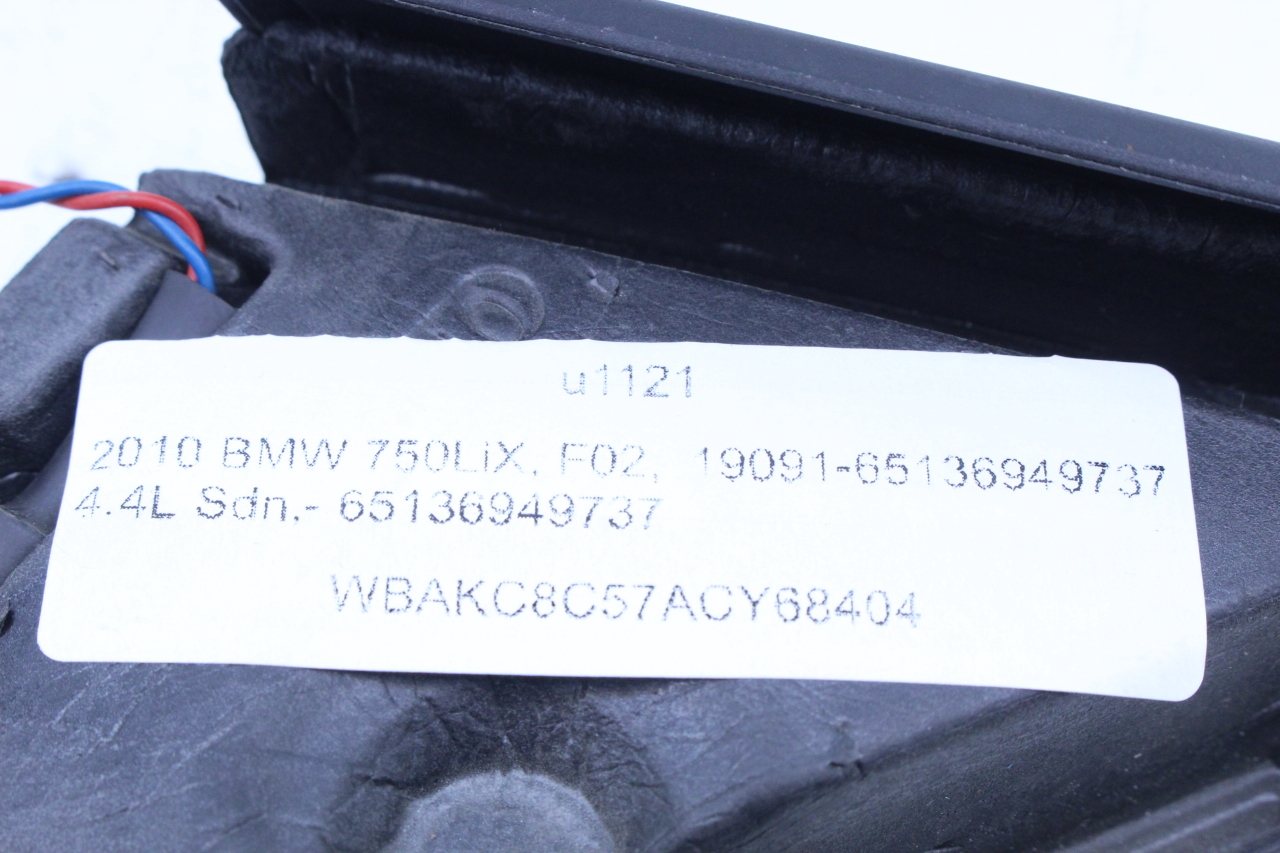 u1121
2010 BMW 750LiX, F02, 19091-65136949737
4.4L Sdn,- 65136949737
WBAKC8C57ACY68404